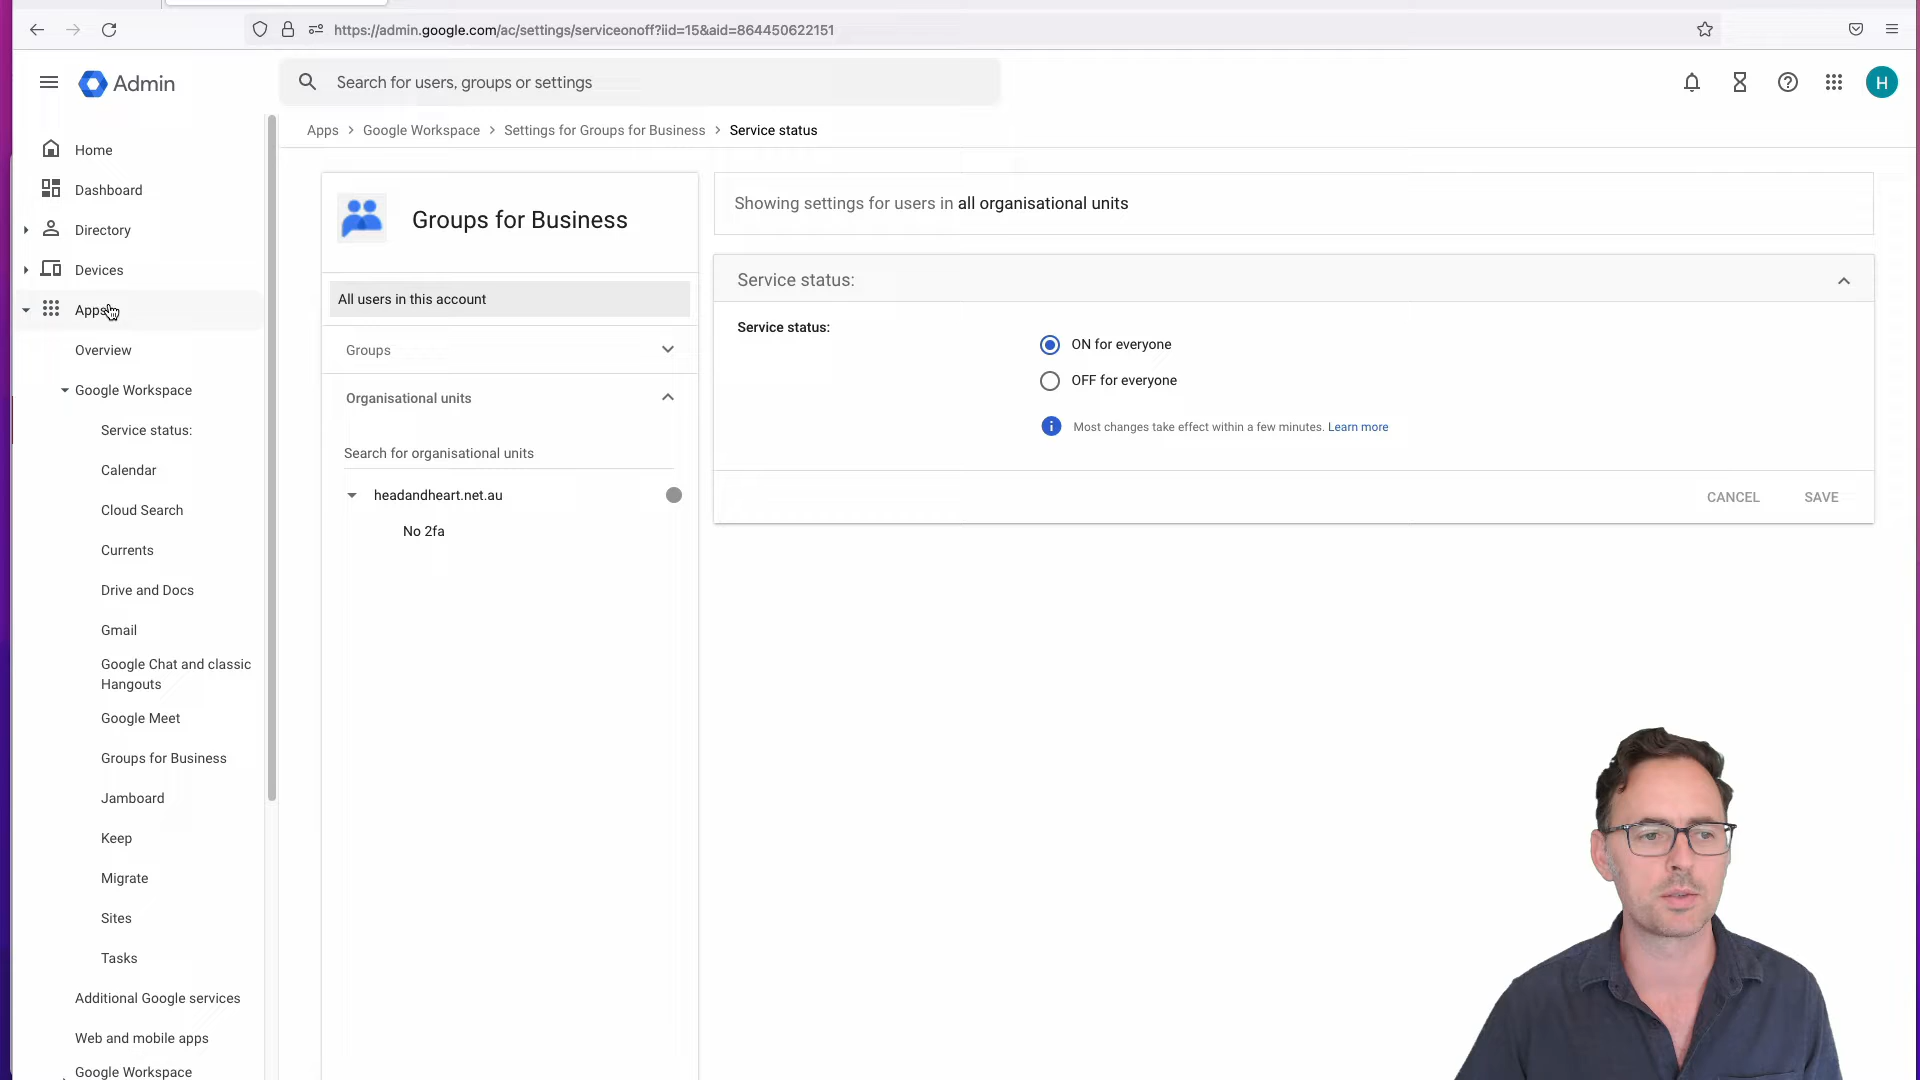 https://admin.google.com/ac/settings/serviceonoff?iid=15&aid=864450622151
Admin
Search for users, groups or settings
H
Apps > Google Workspace > Settings for Groups for Business > Service status
Home
Dashboard
Directory
Devices
Apps
Overview
Google Workspace
Service status:
Calendar
Cloud Search
Currents
Drive and Docs
Gmail
Google Chat and classic
Hangouts
Google Meet
Groups for Business
Jamboard
Keep
Migrate
Sites
Tasks
Additional Google services
Web and mobile apps
Google Workspace
Groups for Business
All users in this account
Groups
Organisational units
Search for organisational units
headandheart.net.au
No 2fa
Showing settings for users in all organisational units
Service status:
Service status:
ON for everyone
OFF for everyone
Most changes take effect within a few minutes. Learn more
CANCEL SAVE